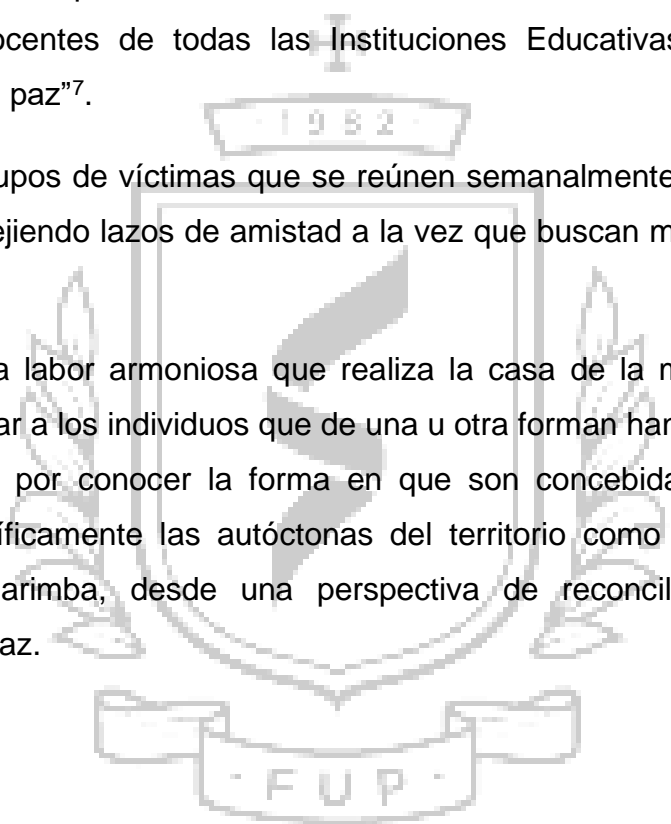 ocentes de todas las Instituciones Educativas
paz”⁷.
1982
upos de víctimas que se reúnen semanalmente
ejiendo lazos de amistad a la vez que buscan m
a labor armoniosa que realiza la casa de la m
ar a los individuos que de una u otra forman han
por conocer la forma en que son concebida
íficamente las autóctonas del territorio como
arimba, desde una perspectiva de reconcil
az.
· FUP ·